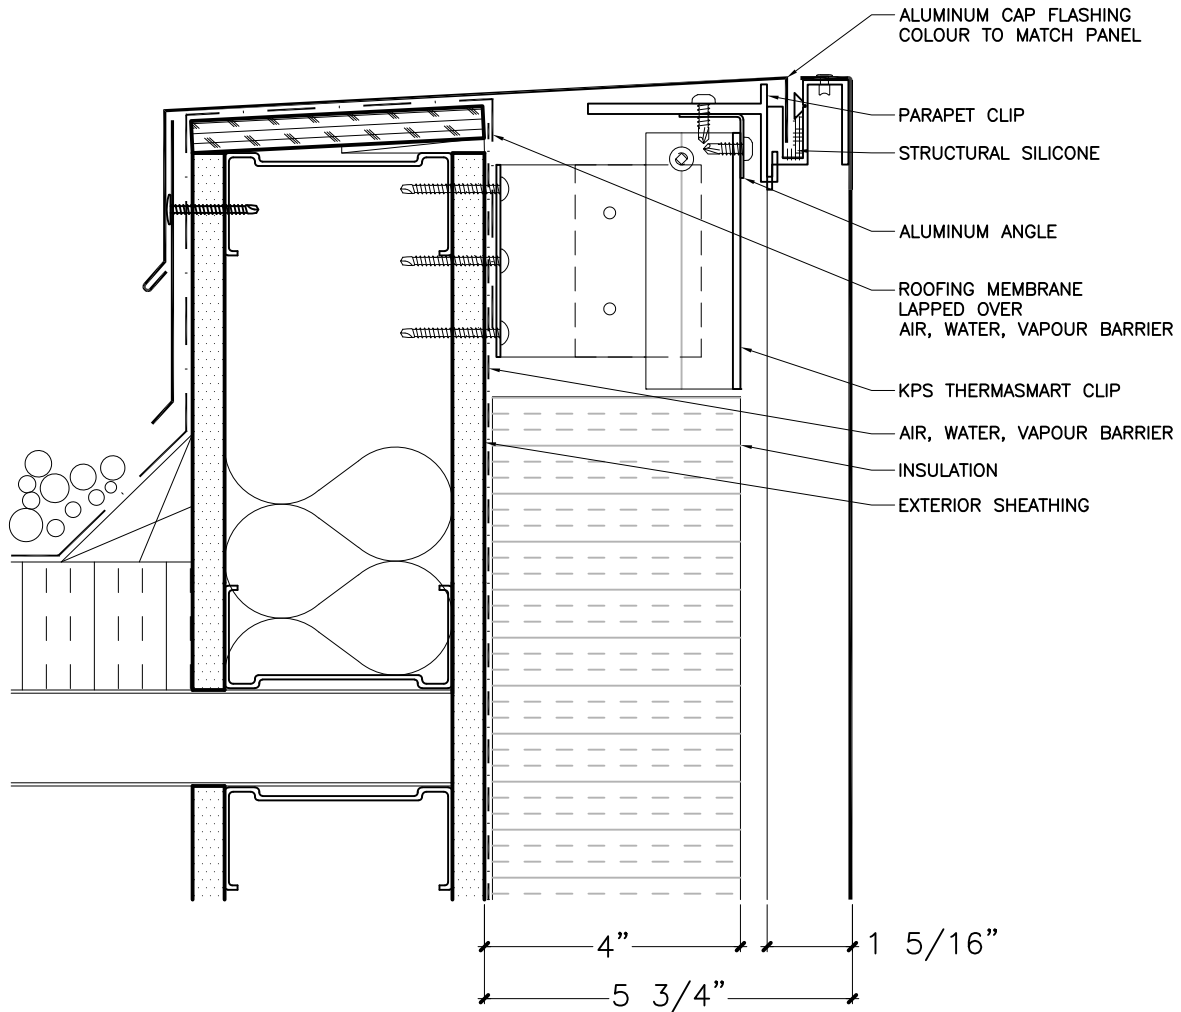 ALUMINUM CAP FLASHING
COLOUR TO MATCH PANEL
PARAPET CLIP
STRUCTURAL SILICONE
ALUMINUM ANGLE
ROOFING MEMBRANE
LAPPED OVER
AIR, WATER, VAPOUR BARRIER
KPS THERMASMART CLIP
AIR, WATER, VAPOUR BARRIER
INSULATION
EXTERIOR SHEATHING
4”
1 5/16”
5 3/4”